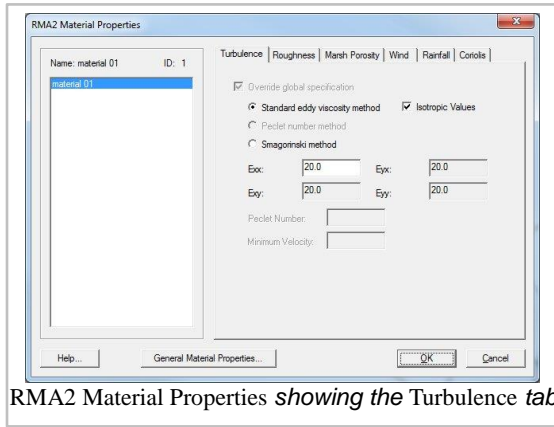 RMA2 Material Properties
Name: material 01 ID: 1
material 01
Turbulence Roughness Marsh Porosity Wind Rainfall Coriolis
Override global specification
Standard eddy viscosity method Isotropic Values
Peclet number method
Smagorinski method
Exx: 20.0 Eyx: 20.0
Exy: 20.0 Eyy: 20.0
Peclet Number:
Minimum Velocity:
Help... General Material Properties... OK Cancel
RMA2 Material Properties showing the Turbulence tab